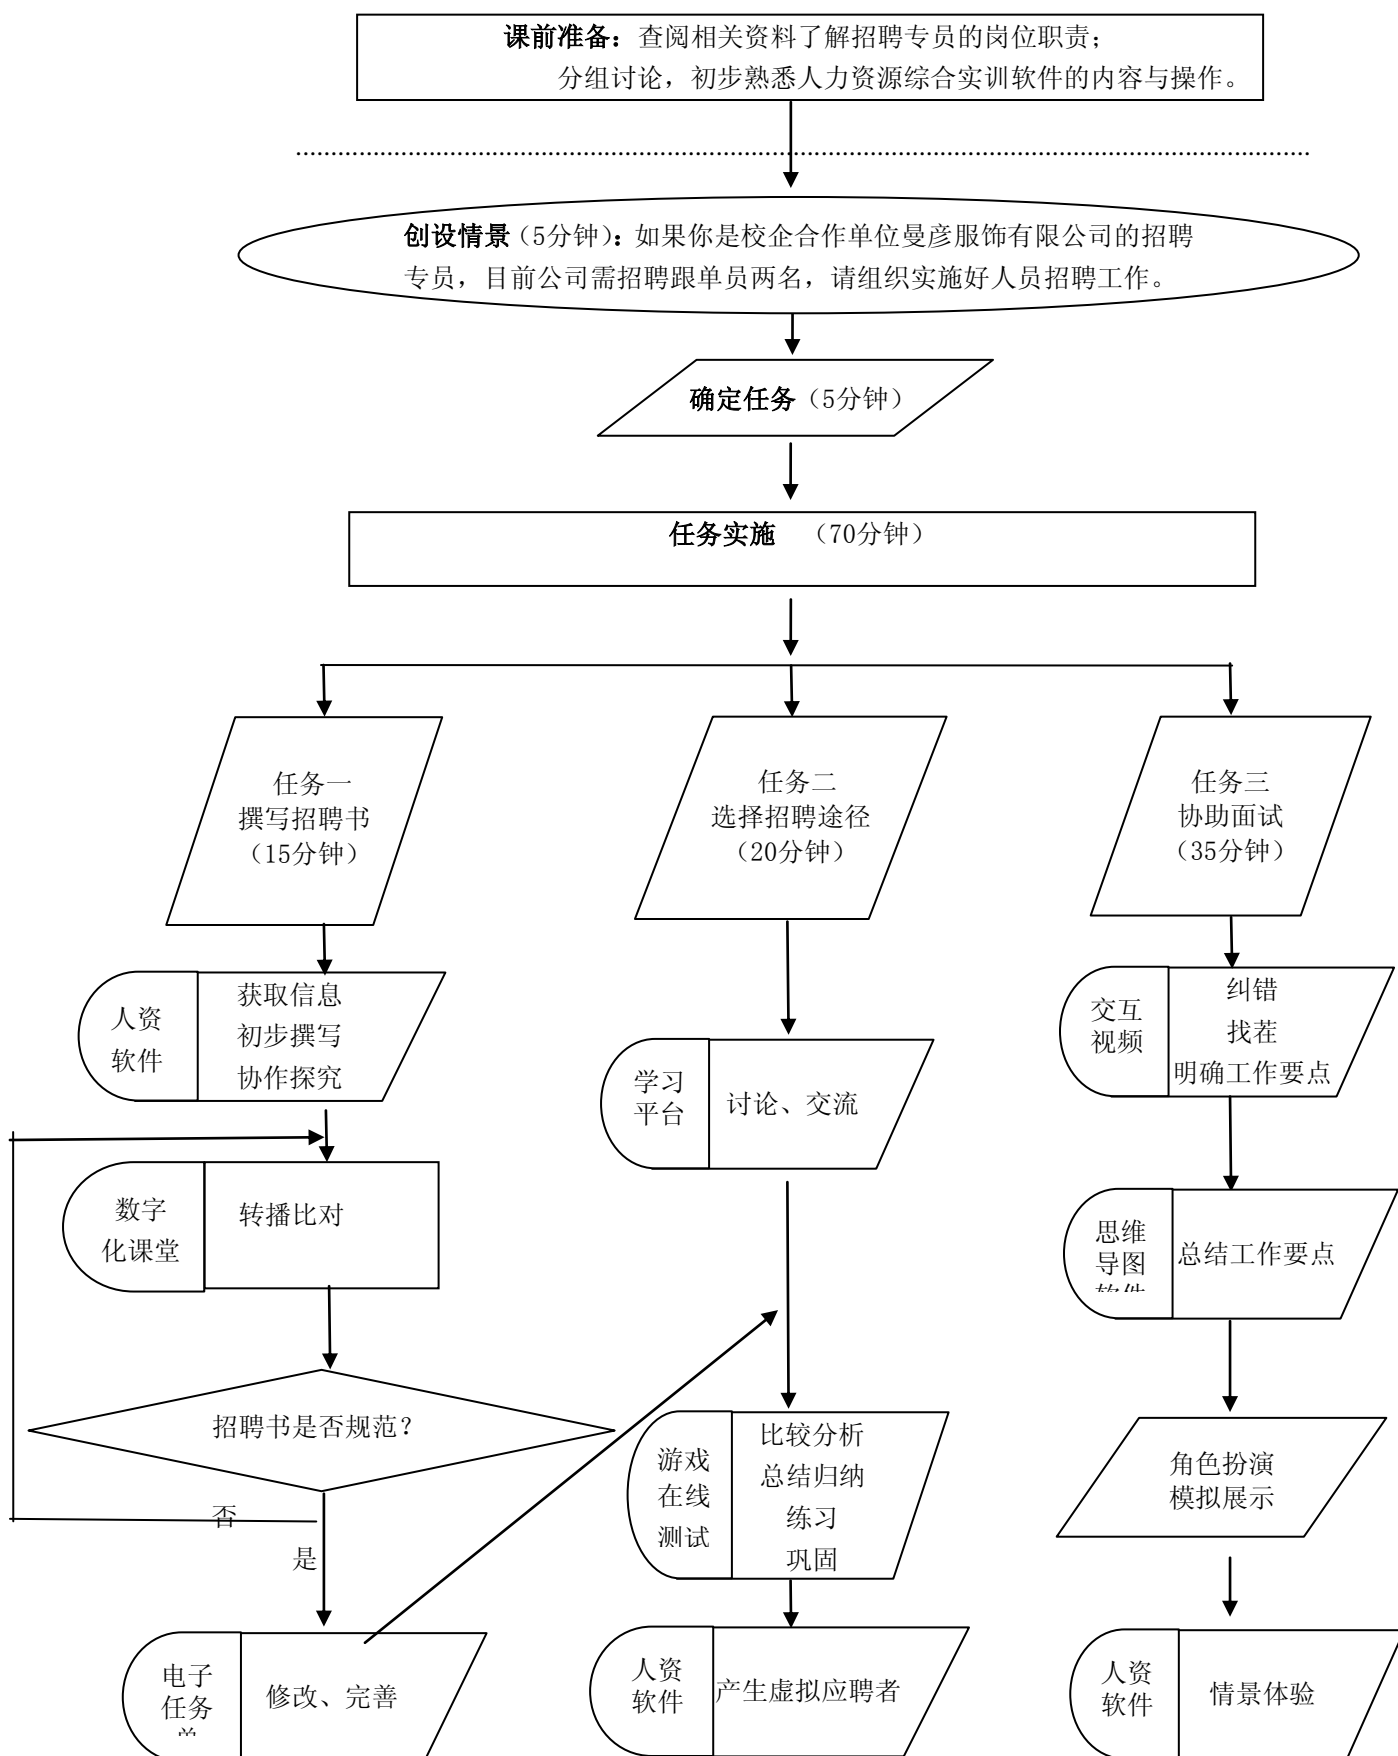 课前准备：查阅相关资料了解招聘专员的岗位职责；
分组讨论，初步熟悉人力资源综合实训软件的内容与操作。
创设情景（5分钟）：如果你是校企合作单位曼彦服饰有限公司的招聘
专员，目前公司需招聘跟单员两名，请组织实施好人员招聘工作。
确定任务（5分钟）
任务实施 （70分钟）
任务一
撰写招聘书
（15分钟）
人资
软件
获取信息
初步撰写
协作探究
数字
化课堂
转播比对
招聘书是否规范？
否
是
电子
任务
修改、完善
任务二
选择招聘途径
（20分钟）
学习
平台
讨论、交流
游戏
在线
测试
比较分析
总结归纳
练习
巩固
人资
软件
产生虚拟应聘者
任务三
协助面试
（35分钟）
交互
视频
纠错
找茬
明确工作要点
思维
导图
软件
总结工作要点
角色扮演
模拟展示
人资
软件
情景体验